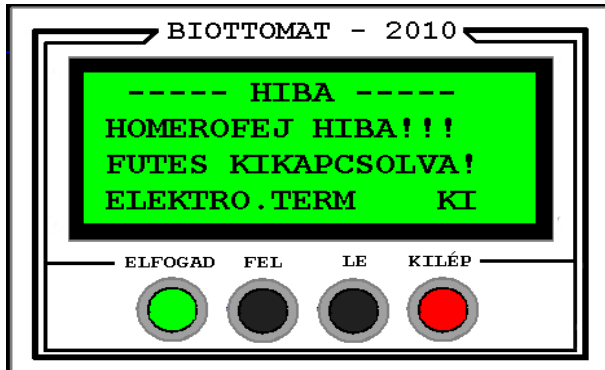 BIOTTOMAT - 2010
----- HIBA -----
HOMEROFEJ HIBA!!!
FUTES KIKAPCSOLVA!
ELEKTRO.TERM KI
ELFOGAD FEL LE KILÉP